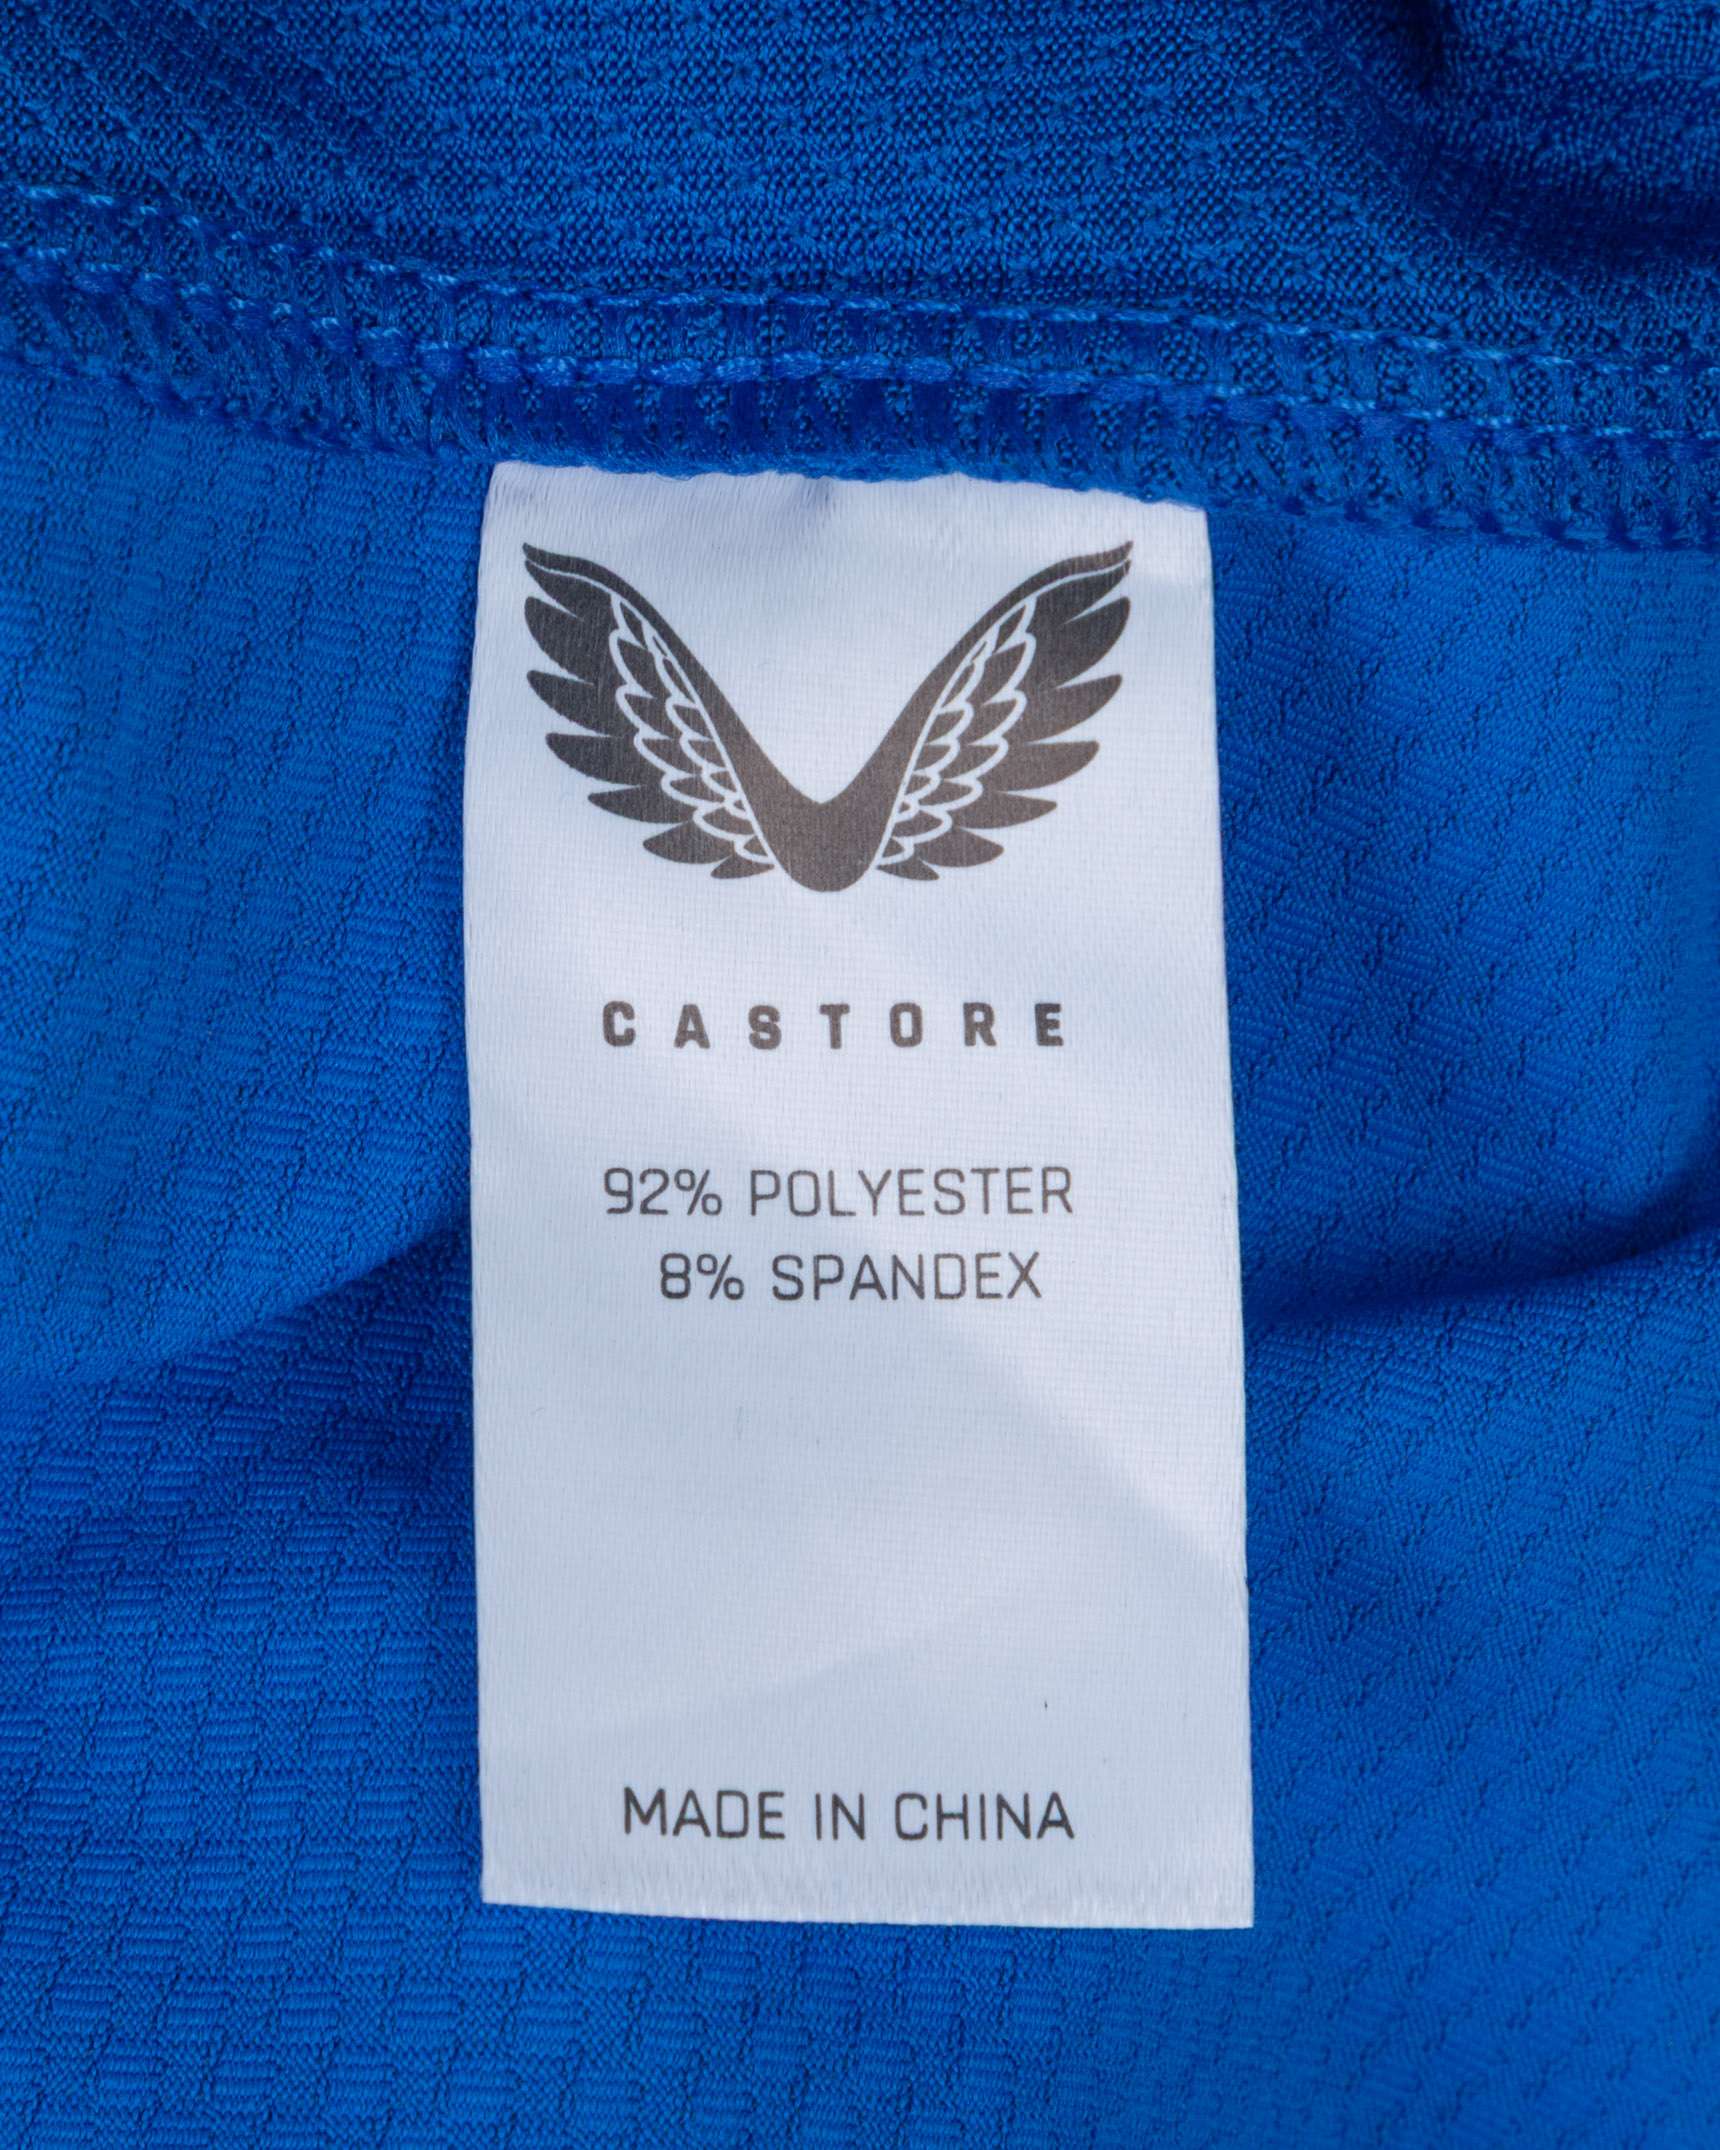 CASTORE
92% POLYESTER
8% SPANDEX
MADE IN CHINA